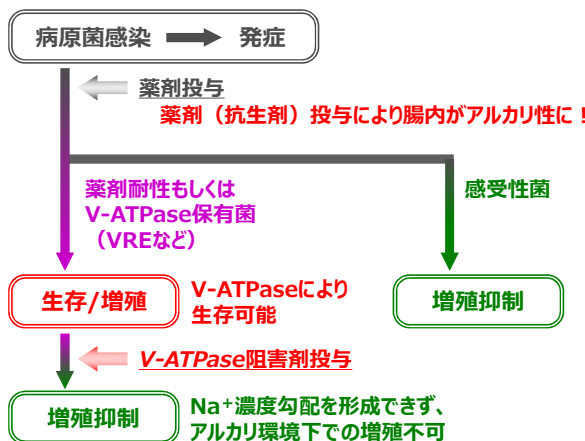 病原菌感染 発症
薬剤投与
薬剤（抗生剤）投与により腸内がアルカリ性に！
薬剤耐性もしくは
V-ATPase保有菌
（VREなど）
感受性菌
生存/増殖
V-ATPaseにより
生存可能
増殖抑制
V-ATPase阻害剤投与
増殖抑制
Na⁺濃度勾配を形成できず、
アルカリ環境下での増殖不可